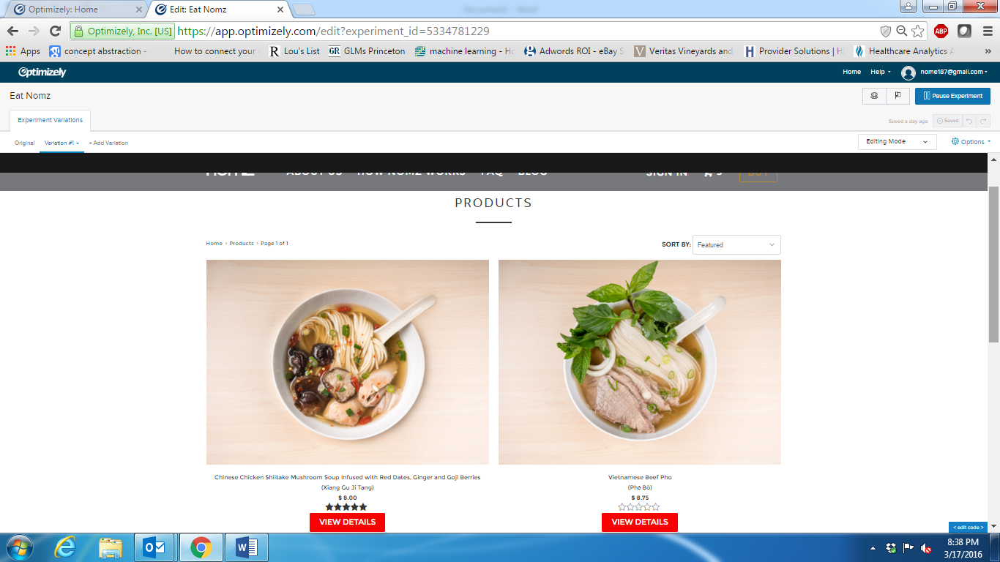 Optimizely: Home
Edit: Eat Nomz
Optimizely, Inc. [US] https://app.optimizely.com/edit?experiment_id=5334781229
ABP
Apps concept abstraction - How to connect your R Lou's List GR GLMs Princeton machine learning - Ho Adwords ROI - eBay S V Veritas Vineyards and H Provider Solutions | H Healthcare Analytics »
Optimizely Home Help nome187@gmail.com
Eat Nomz Pause Experiment
Experiment Variations Saved a day ago Saved
Original Variation #1 + Add Variation Editing Mode Options
ABOUT US HOW NOMZ WORKS FAQ BLOG SIGN IN BUY
PRODUCTS
Home › Products › Page 1 of 1 SORT BY: Featured
Chinese Chicken Shiitake Mushroom Soup Infused with Red Dates, Ginger and Goji Berries
(Xiang Gu Ji Tang)
$ 8.00
VIEW DETAILS
Vietnamese Beef Pho
(Phở Bò)
$ 8.75
VIEW DETAILS
< edit code >
8:38 PM
3/17/2016